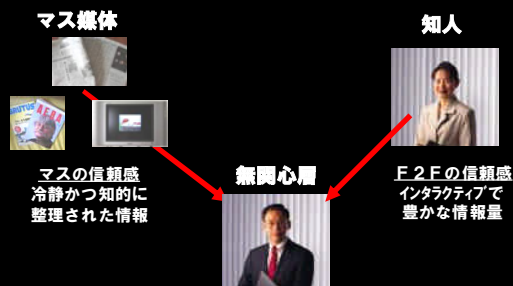 マス媒体
知人
BRUTUS
AERA
マスの信頼感
冷静かつ知的に
整理された情報
無関心層
F2Fの信頼感
インタラクティブで
豊かな情報量